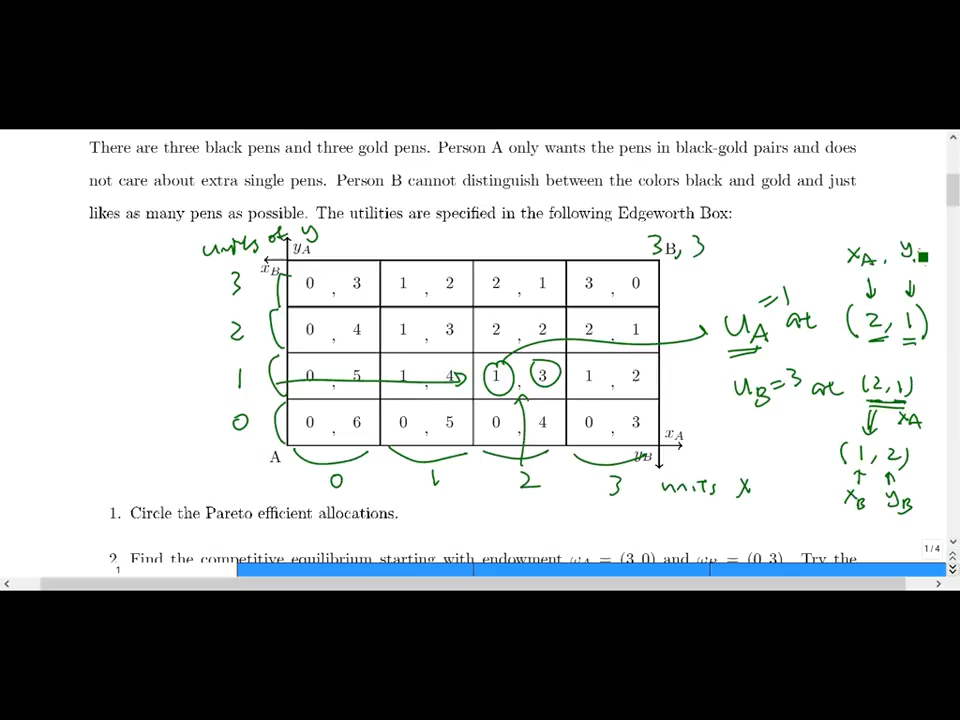 There are three black pens and three gold pens. Person A only wants the pens in black-gold pairs and does
not care about extra single pens. Person B cannot distinguish between the colors black and gold and just
likes as many pens as possible. The utilities are specified in the following Edgeworth Box:
units of y
y_A
x_B
3 B, 3
x_A, y
3 0 , 3 1 , 2 2 , 1 3 , 0
2 0 , 4 1 , 3 2 , 2 2 , 1
1 0 , 5 1 , 4 1 , 3 1 , 2
0 0 , 6 0 , 5 0 , 4 0 , 3
u_A = 1 at (2, 1)
u_B = 3 at (2, 1)
x_A
(1, 2)
x_B y_B
A y_B x_A
0 1 2 3 units x
1. Circle the Pareto efficient allocations.
2. Find the competitive equilibrium starting with endowment ω_A = (3, 0) and ω_B = (0, 3). Try the
1
1/4